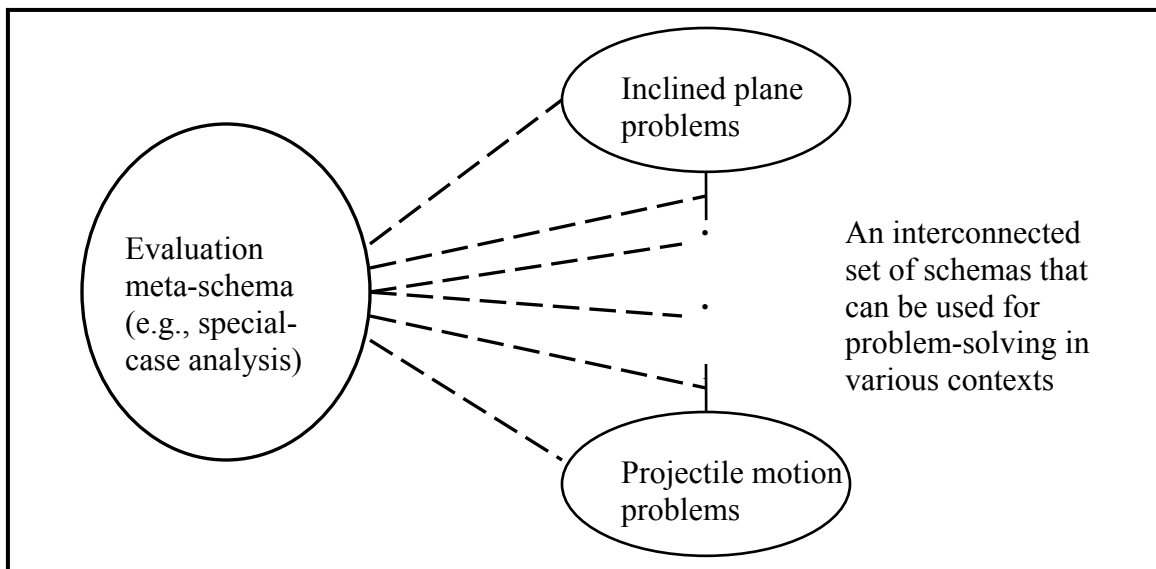 Inclined plane
problems
Evaluation
meta-schema
(e.g., special-
case analysis)
An interconnected
set of schemas that
can be used for
problem-solving in
various contexts
Projectile motion
problems